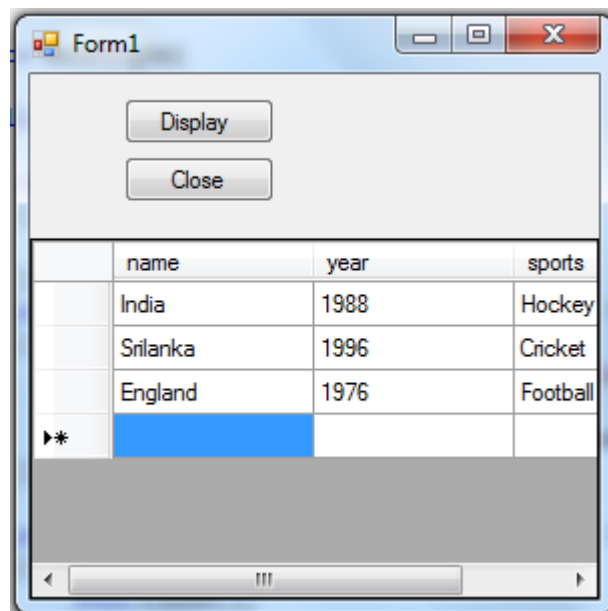 Form1
Display
Close
name year sports
India 1988 Hockey
Srilanka 1996 Cricket
England 1976 Football